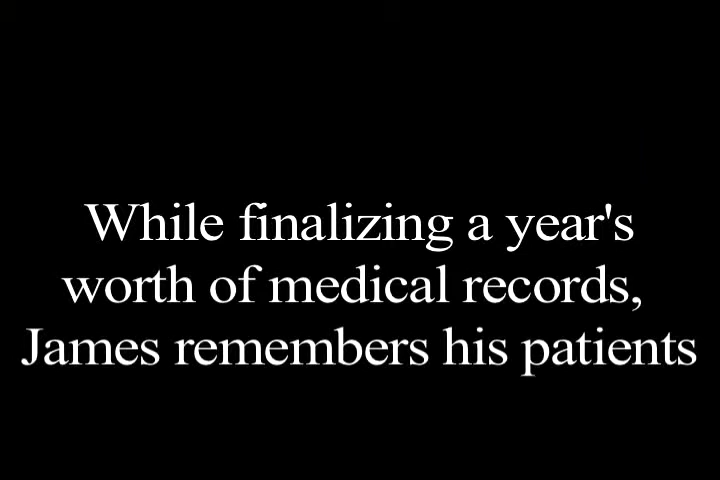 While finalizing a year's
worth of medical records,
James remembers his patients